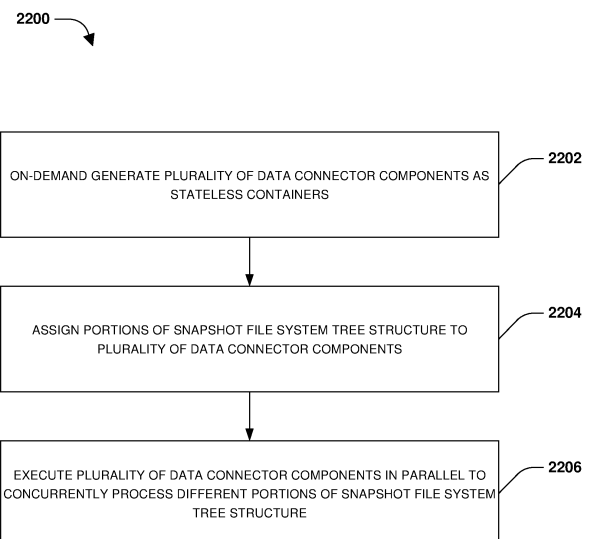 2200
ON-DEMAND GENERATE PLURALITY OF DATA CONNECTOR COMPONENTS AS
STATELESS CONTAINERS
2202
ASSIGN PORTIONS OF SNAPSHOT FILE SYSTEM TREE STRUCTURE TO
PLURALITY OF DATA CONNECTOR COMPONENTS
2204
EXECUTE PLURALITY OF DATA CONNECTOR COMPONENTS IN PARALLEL TO
CONCURRENTLY PROCESS DIFFERENT PORTIONS OF SNAPSHOT FILE SYSTEM
TREE STRUCTURE
2206